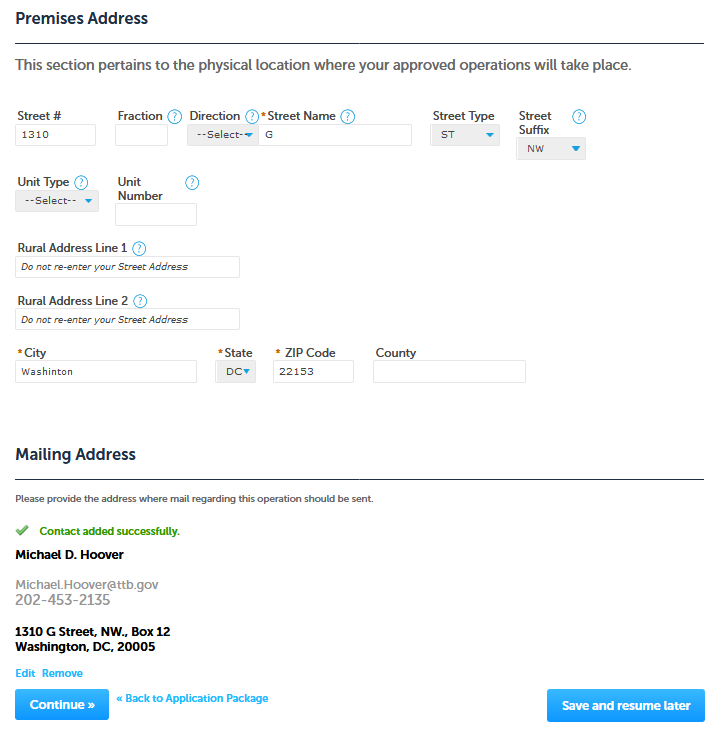 Premises Address
This section pertains to the physical location where your approved operations will take place.
Street # Fraction ? Direction ? *Street Name ? Street Type Street Suffix ?
1310 --Select-- G ST NW
Unit Type ? Unit Number ?
--Select--
Rural Address Line 1 ?
Do not re-enter your Street Address
Rural Address Line 2 ?
Do not re-enter your Street Address
*City *State * ZIP Code County
Washinton DC 22153
Mailing Address
Please provide the address where mail regarding this operation should be sent.
Contact added successfully.
Michael D. Hoover
Michael.Hoover@ttb.gov
202-453-2135
1310 G Street, NW., Box 12
Washington, DC, 20005
Edit Remove
Continue » « Back to Application Package Save and resume later